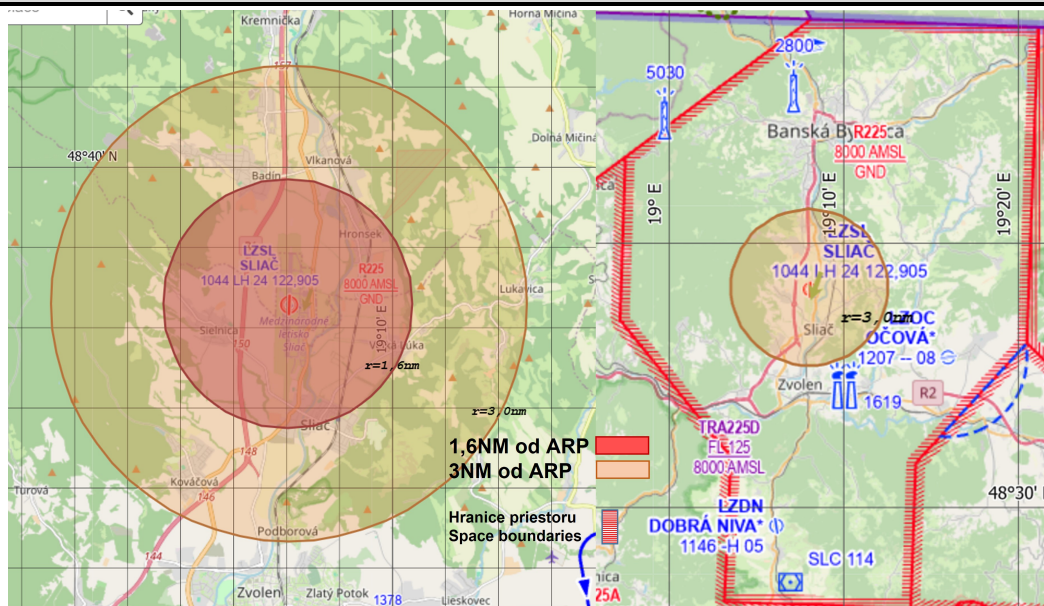 Kremnička
Horná Mičiná
167
Dolná Mičiná
48°40' N
Vlkanová
Badín
Hronsek
LZSL
SLIAČ
1044 LH 24 122,905
R225
8000 AMSL
GND
Lukavica
Medzinárodné
letisko
Sliač
19°10' E
Sielnica
150
Veľká Lúka
r=1,6nm
r=3,0nm
Sliač
148
Kováčová
146
Turová
Podborová
144
Zvolen
Zlatý Potok
1378
Lieskovec
1,6NM od ARP
3NM od ARP
Hranice priestoru
Space boundaries
2800
5030
Banská Bystrica
R225
8000 AMSL
GND
19° E
19°10' E
19°20' E
LZSL
SLIAČ
1044 LH 24 122,905
r=3,0nm
Sliač
LZOC
OČOVÁ*
1207 -- 08
Zvolen
1619
R2
TRA225D
FL 125
8000 AMSL
48°30' N
LZDN
DOBRÁ NIVA*
1146 -H 05
SLC 114
nica
25A